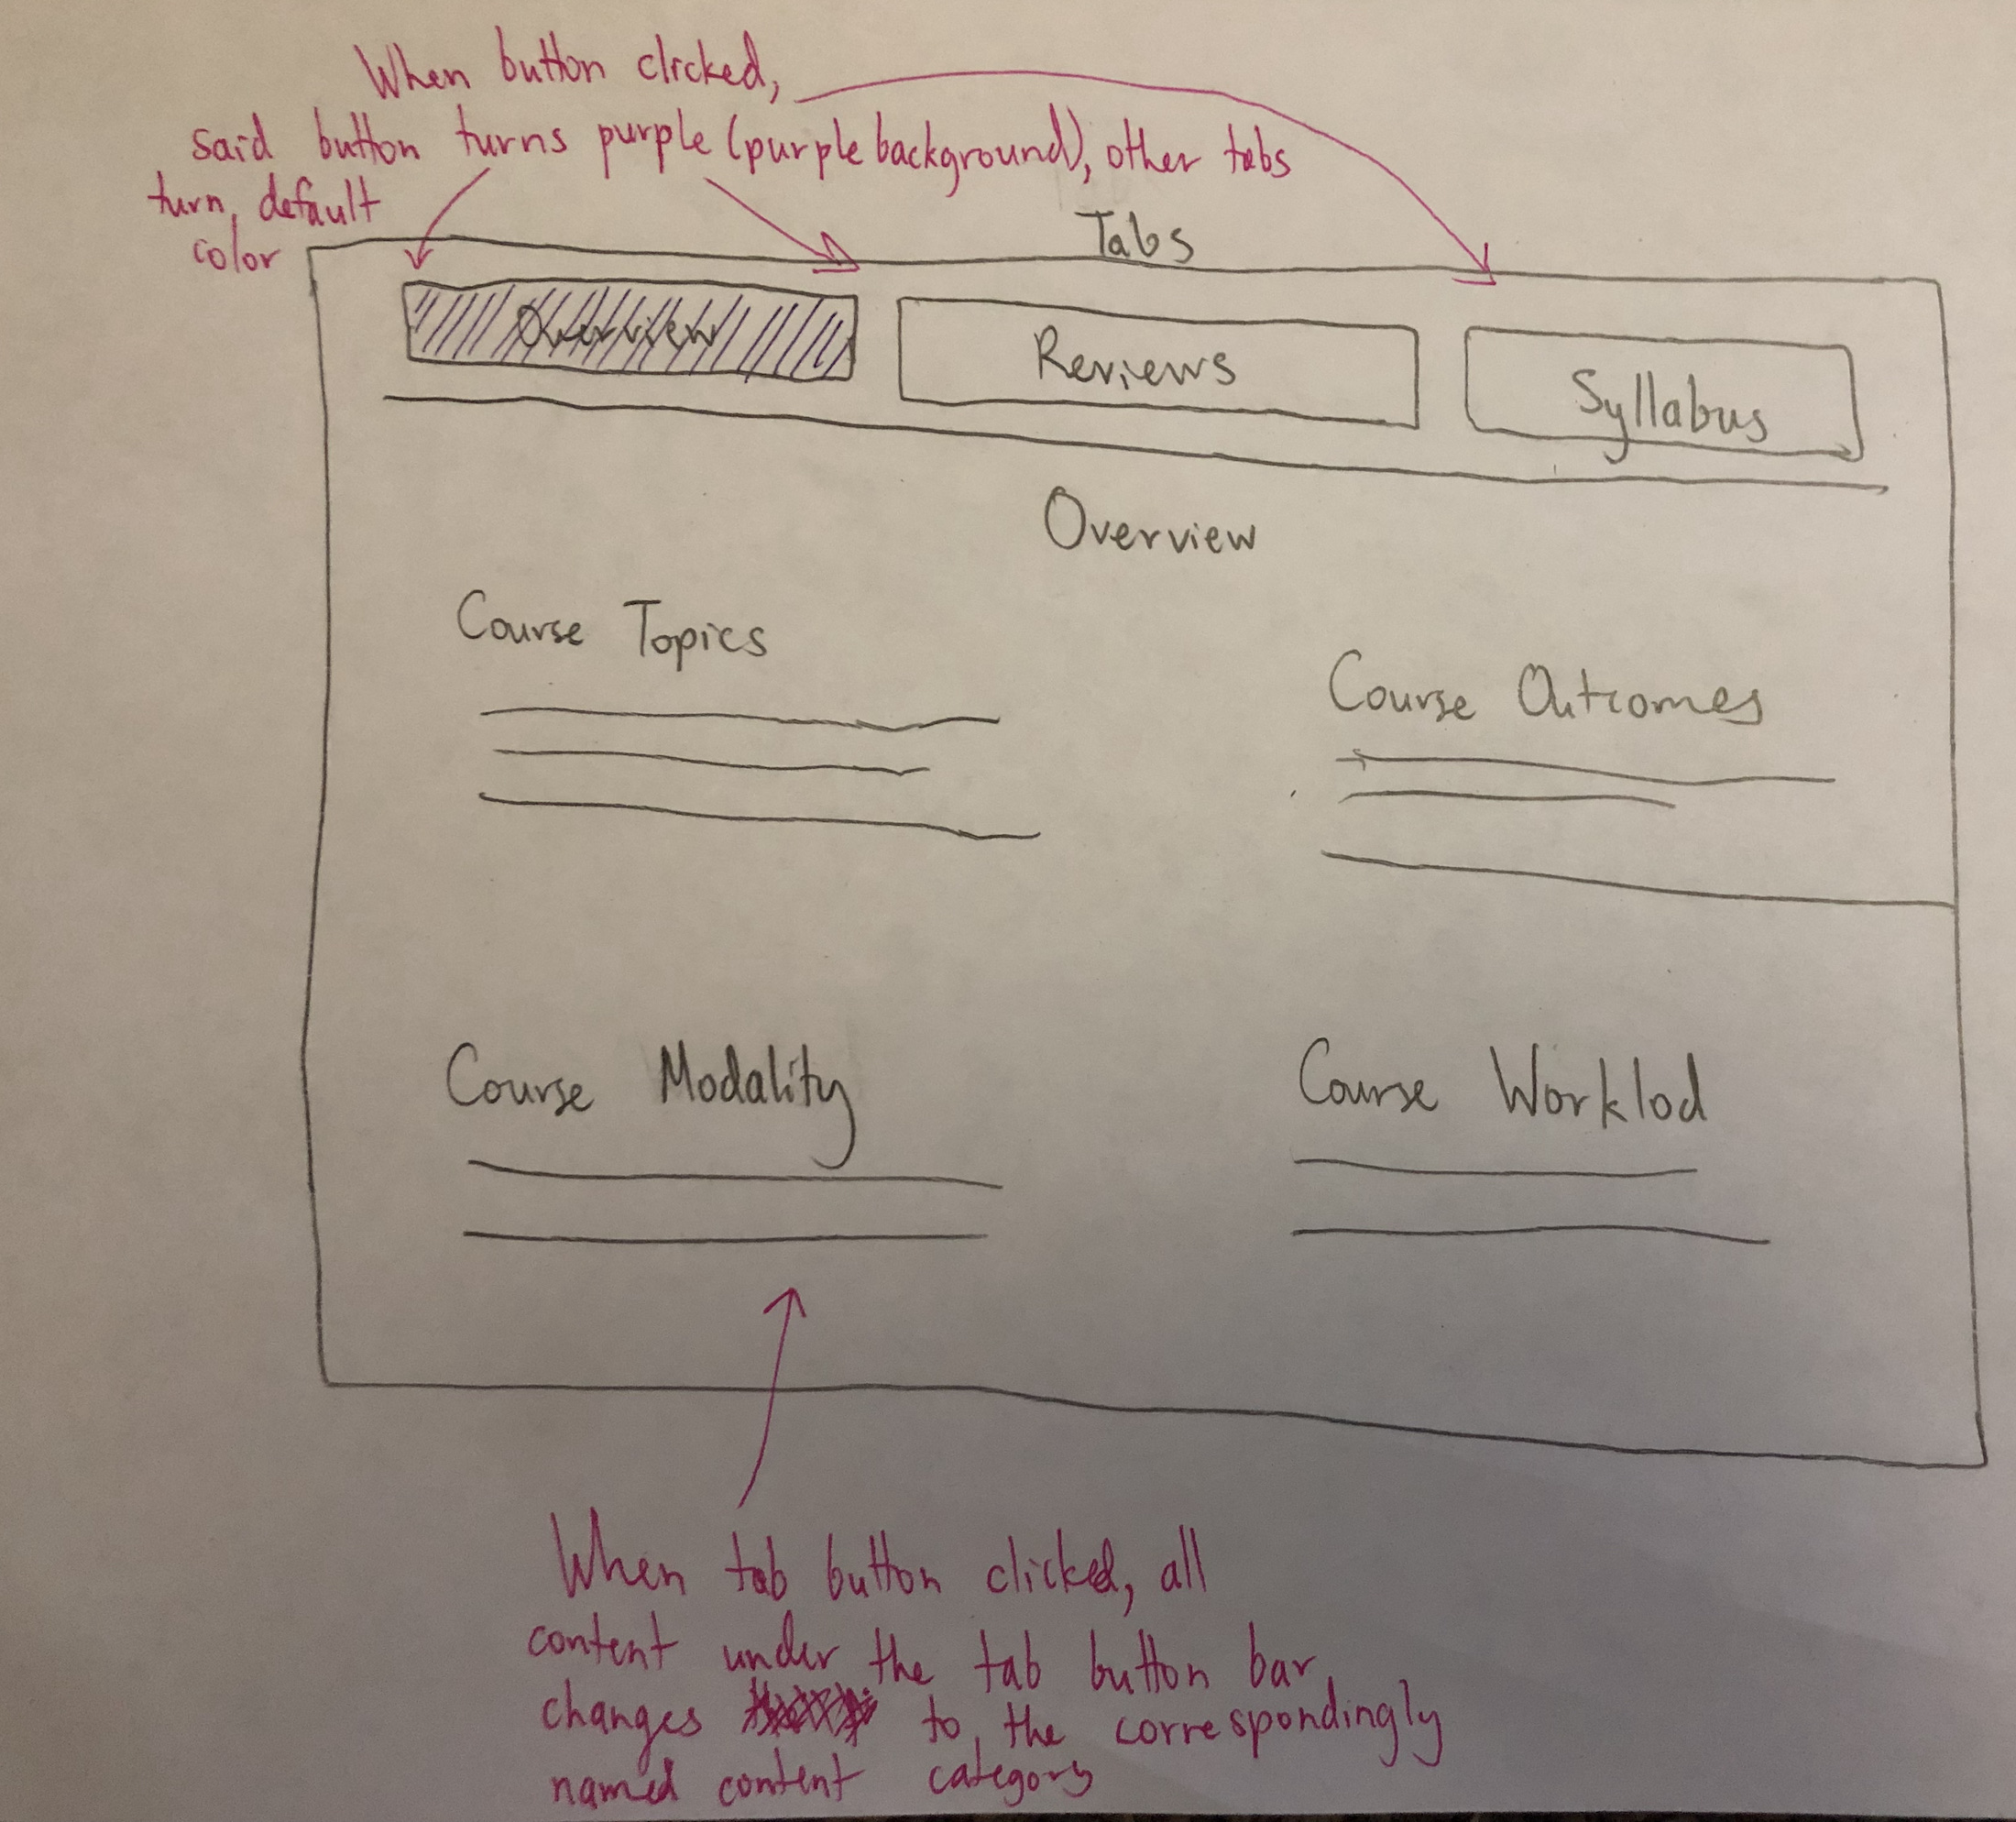 When button clicked,
said button turns purple (purple background), other tabs
turn default
color
Tabs
Overview
Reviews
Syllabus
Overview
Course Topics
Course Outcomes
Course Modality
Course Worklod
When tab button clicked, all
content under the tab button bar
changes to the correspondingly
named content category